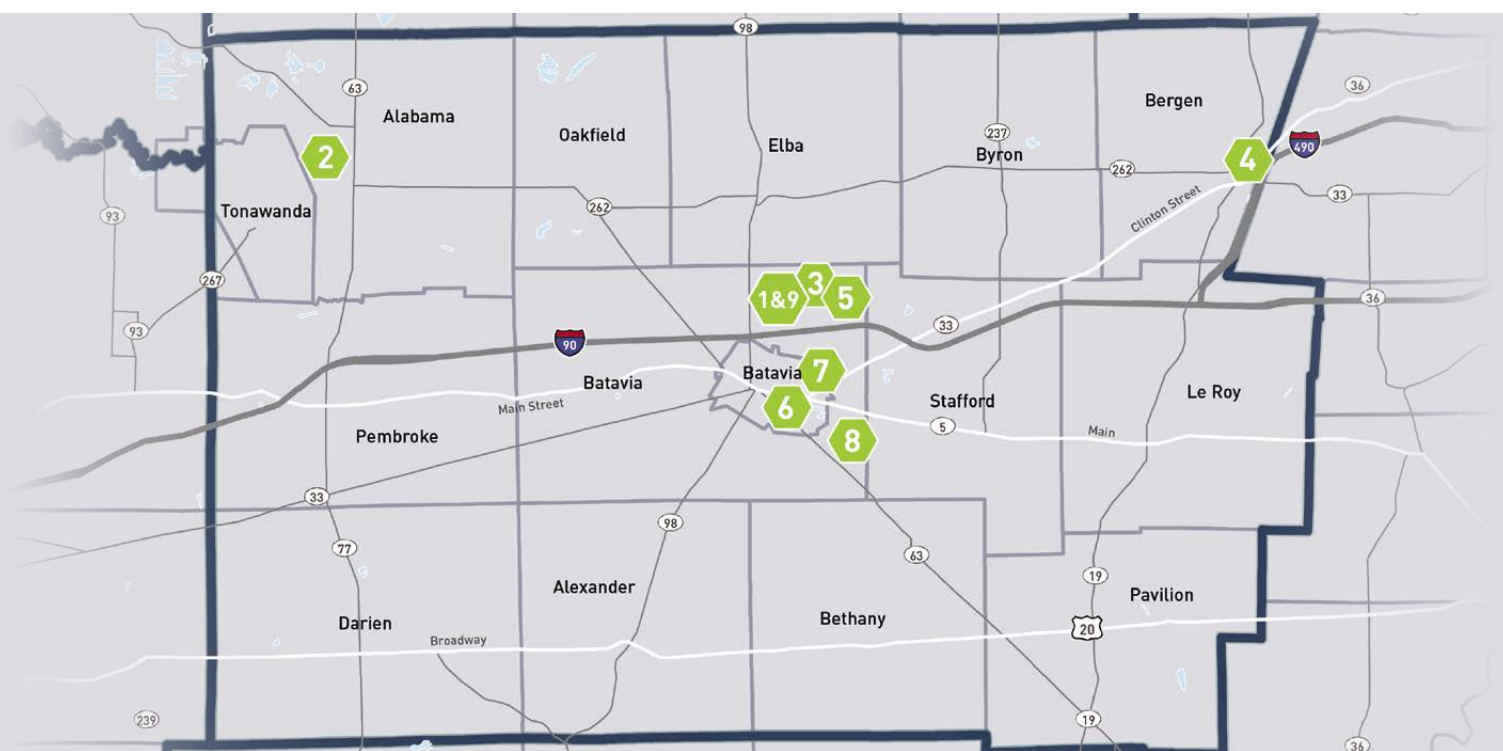 98
63
36
Alabama
Bergen
Oakfield
Elba
237
Byron
490
2
4
262
33
93
Tonawanda
262
Clinton Street
267
1&9
3
5
36
93
33
90
Batavia
Batavia
7
Main Street
6
Stafford
Le Roy
Pembroke
8
5
Main
33
98
77
63
Alexander
19
Pavilion
Darien
Bethany
20
Broadway
239
19
36